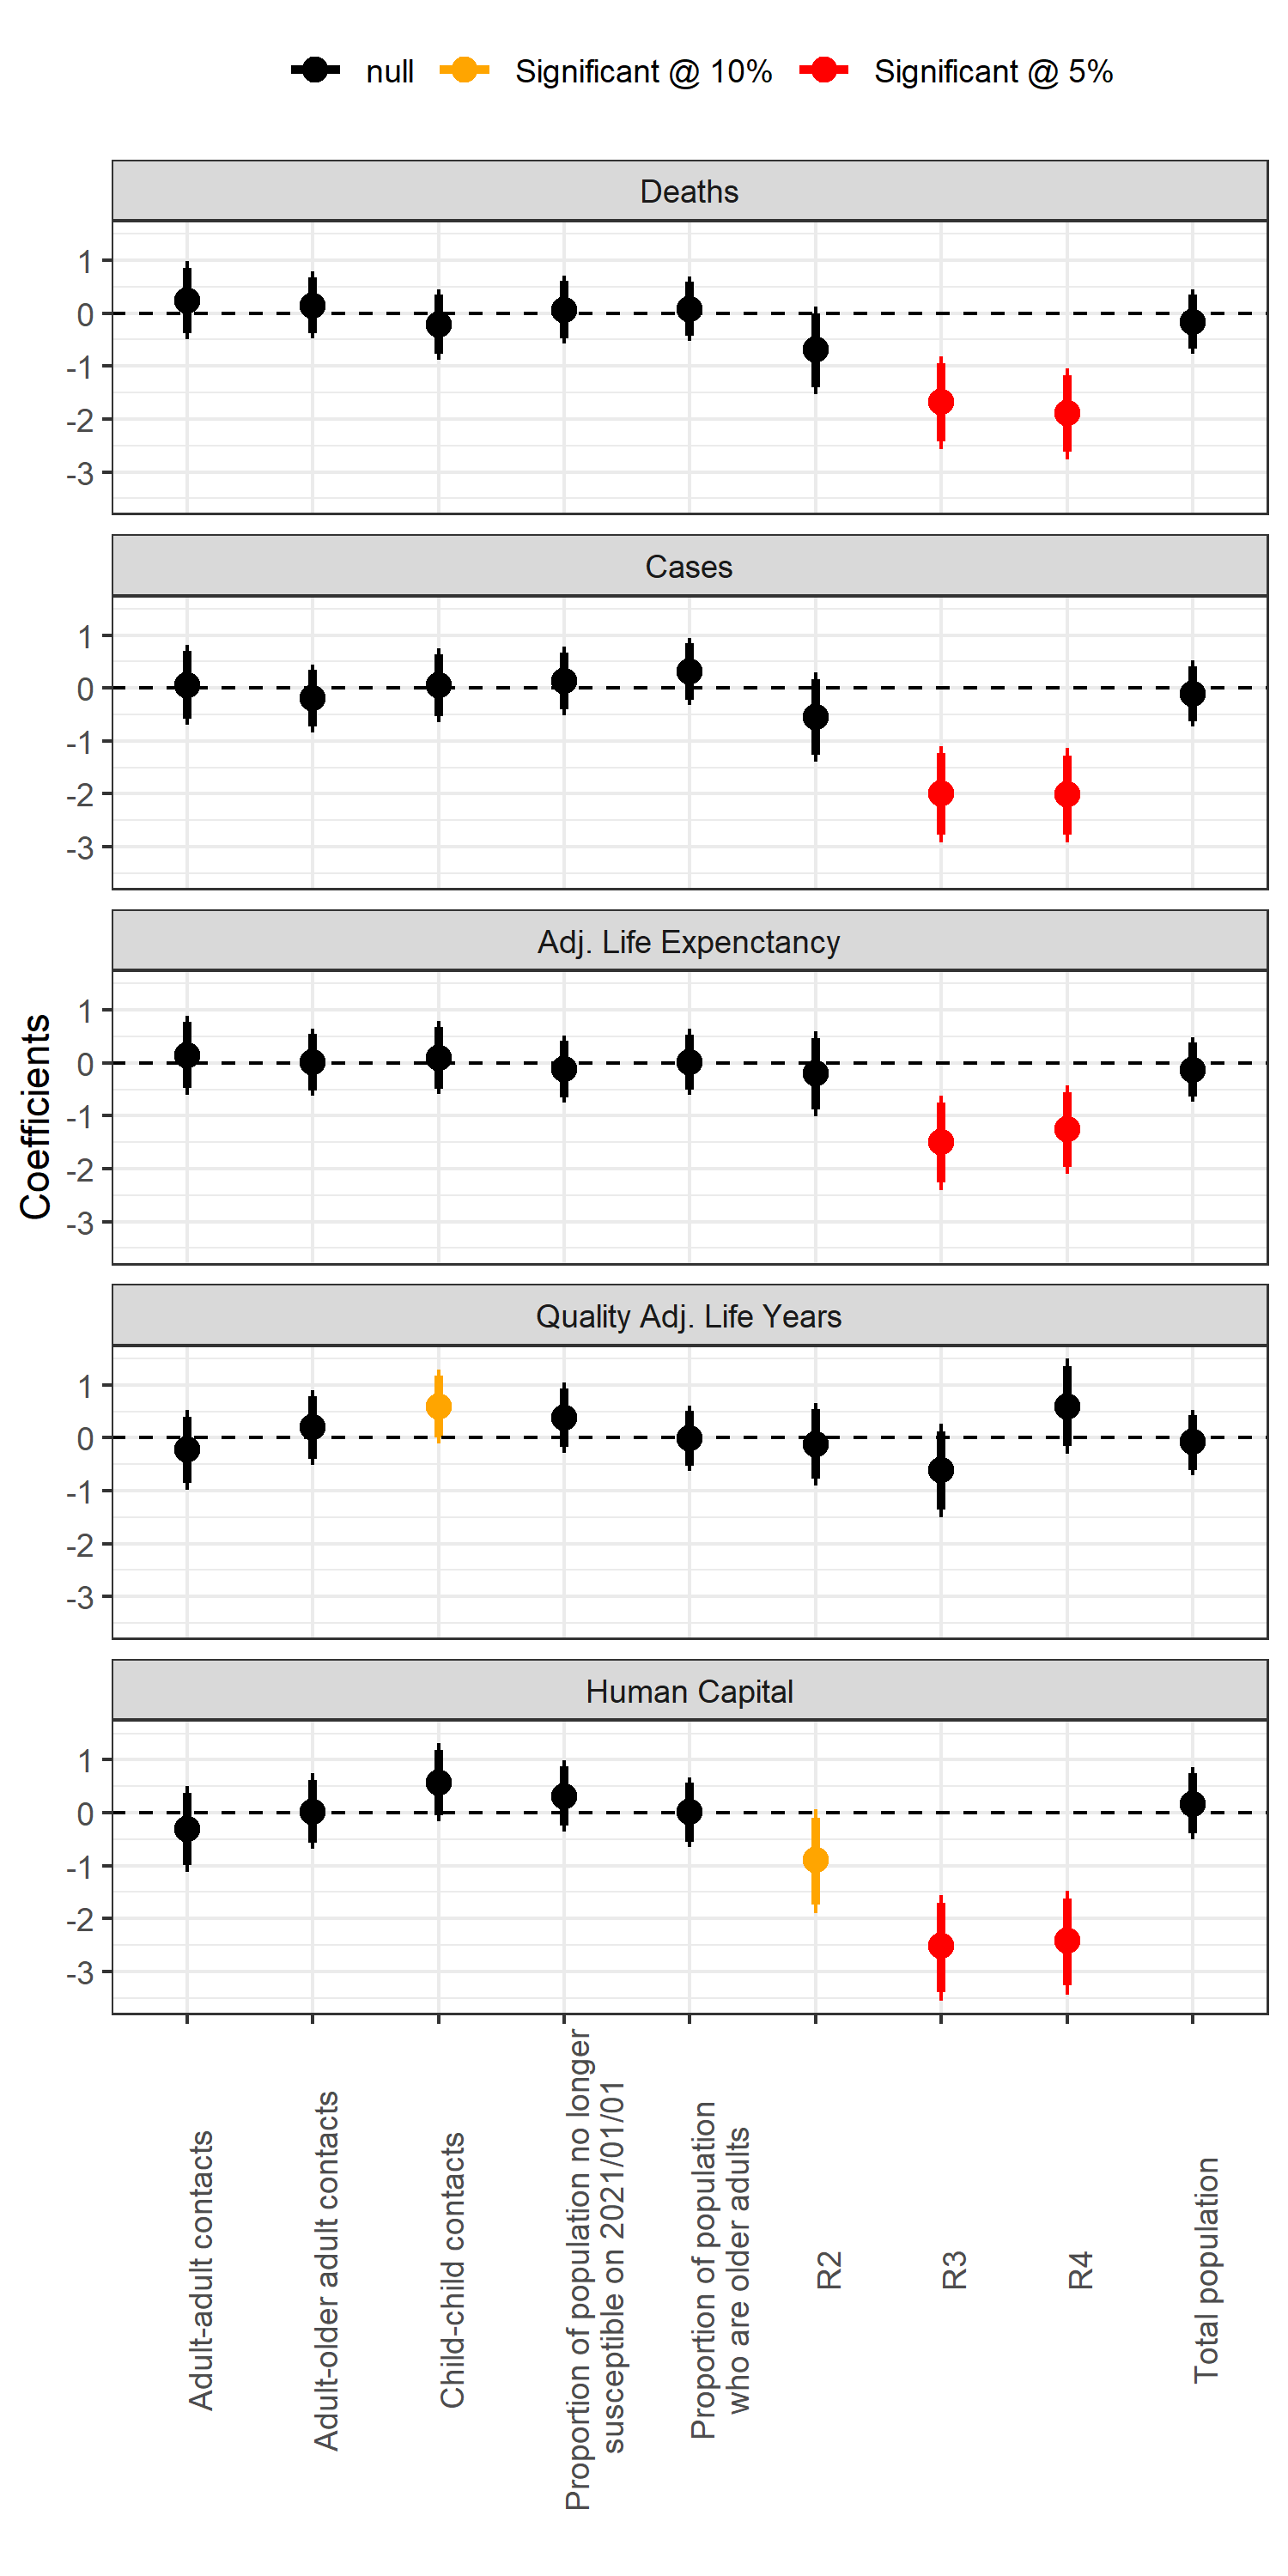 null Significant @ 10% Significant @ 5%
Deaths
1
0
-1
-2
-3
Cases
1
0
-1
-2
-3
Adj. Life Expenctancy
1
0
-1
-2
-3
Quality Adj. Life Years
1
0
-1
-2
-3
Human Capital
1
0
-1
-2
-3
Coefficients
Adult-adult contacts
Adult-older adult contacts
Child-child contacts
Proportion of population no longer
susceptible on 2021/01/01
Proportion of population
who are older adults
R2
R3
R4
Total population